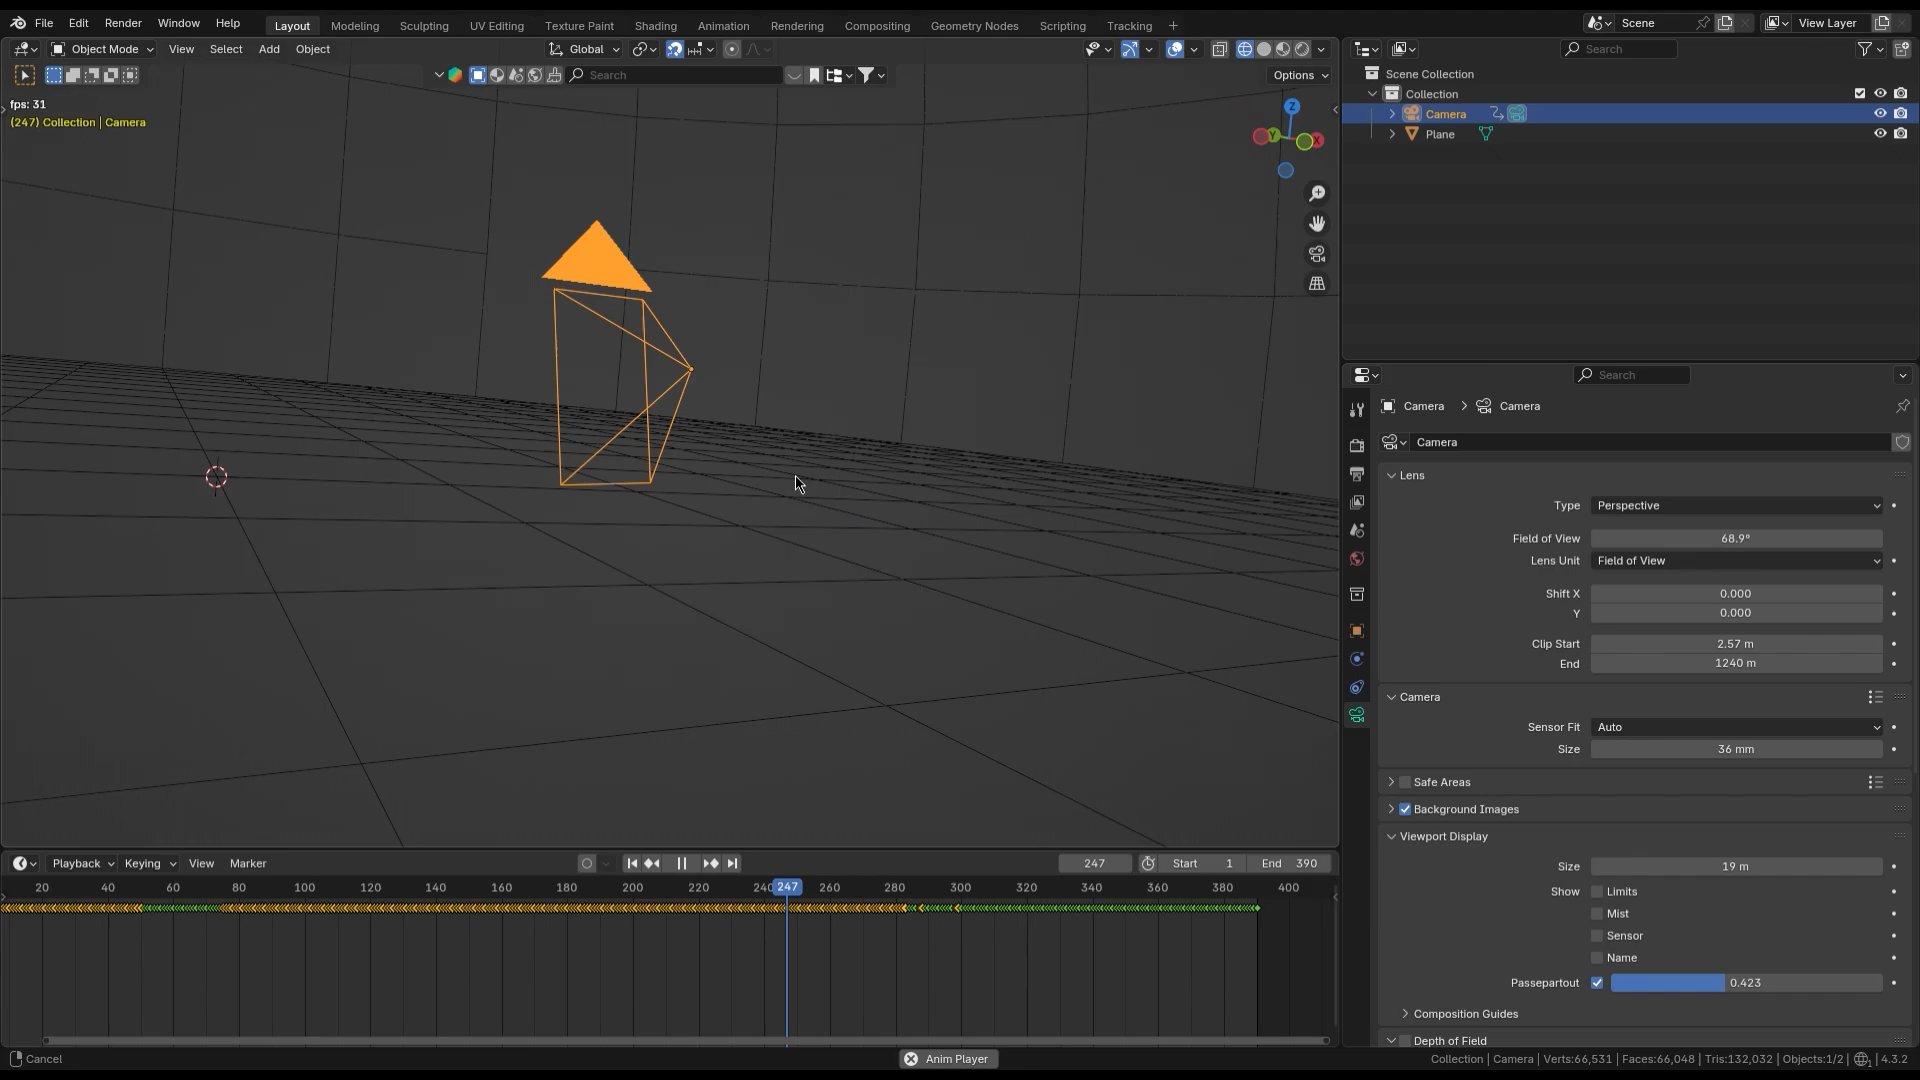 File Edit Render Window Help Layout Modeling Sculpting UV Editing Texture Paint Shading Animation Rendering Compositing Geometry Nodes Scripting Tracking + Scene View Layer
Object Mode View Select Add Object Global Search
Search Options
fps: 31
(247) Collection | Camera
Z
Y X
Scene Collection
Collection
Camera
Plane
Search
Camera > Camera
Camera
Lens
Type Perspective
Field of View 68.9°
Lens Unit Field of View
Shift X 0.000
Y 0.000
Clip Start 2.57 m
End 1240 m
Camera
Sensor Fit Auto
Size 36 mm
Safe Areas
Background Images
Viewport Display
Size 19 m
Show Limits
Mist
Sensor
Name
Passepartout 0.423
Composition Guides
Depth of Field
Playback Keying View Marker 247 Start 1 End 390
20 40 60 80 100 120 140 160 180 200 220 240 247 260 280 300 320 340 360 380 400
Cancel Anim Player Collection | Camera | Verts:66,531 | Faces:66,048 | Tris:132,032 | Objects:1/2 | 4.3.2